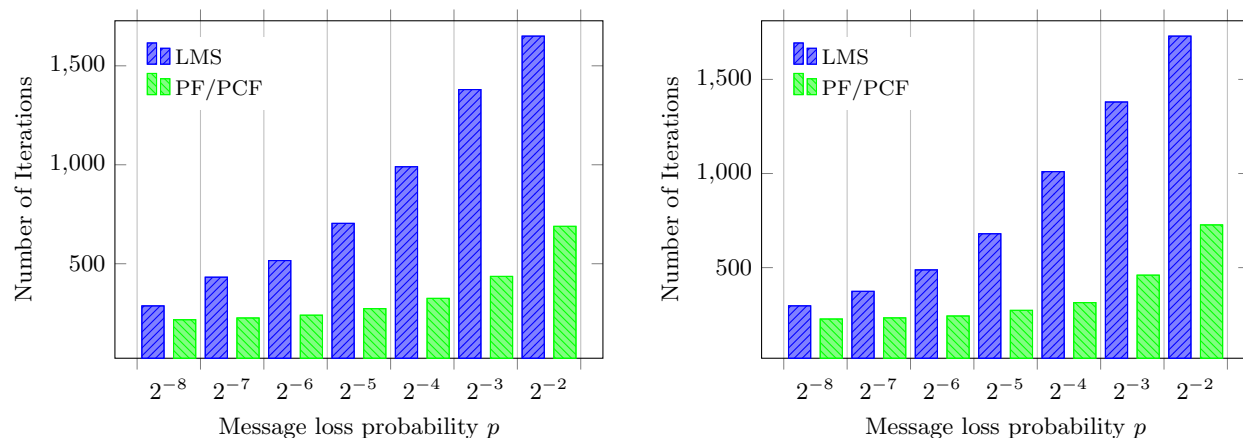 Number of Iterations
1,500
1,000
500
LMS
PF/PCF
2⁻⁸ 2⁻⁷ 2⁻⁶ 2⁻⁵ 2⁻⁴ 2⁻³ 2⁻²
Message loss probability p
Number of Iterations
1,500
1,000
500
LMS
PF/PCF
2⁻⁸ 2⁻⁷ 2⁻⁶ 2⁻⁵ 2⁻⁴ 2⁻³ 2⁻²
Message loss probability p